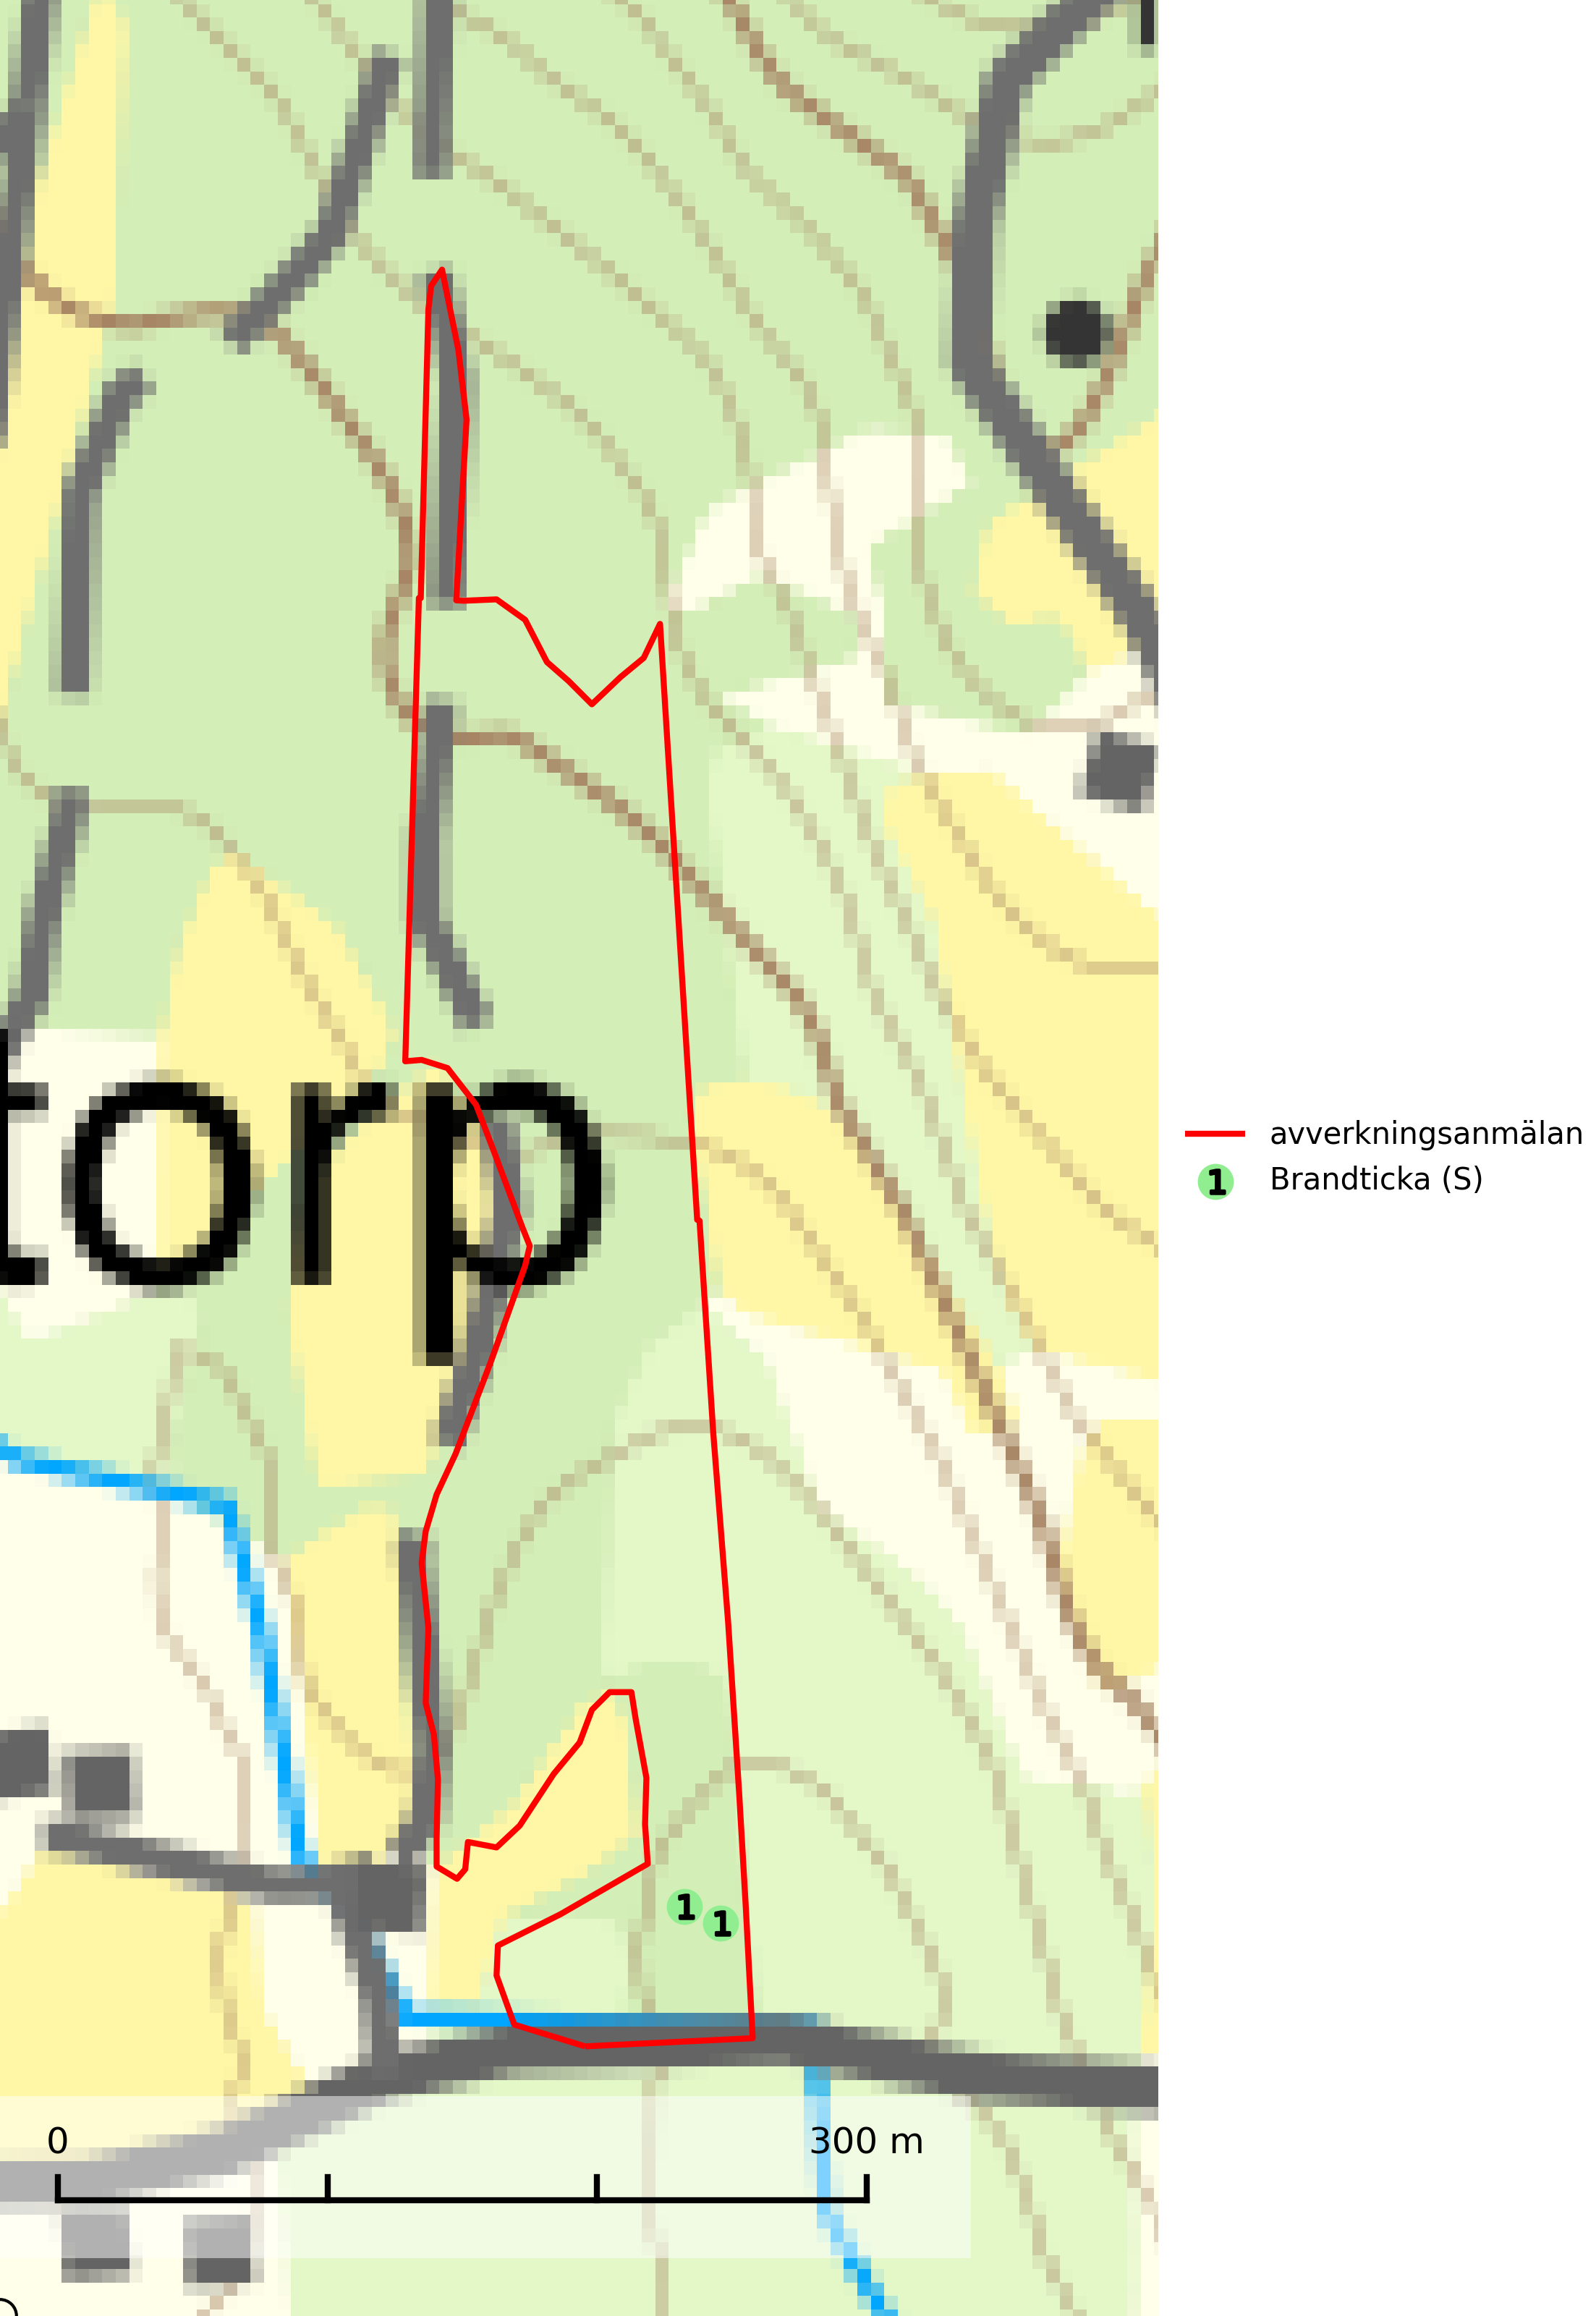 torp
avverkningsanmälan
1 Brandticka (S)
1
1
0 300 m